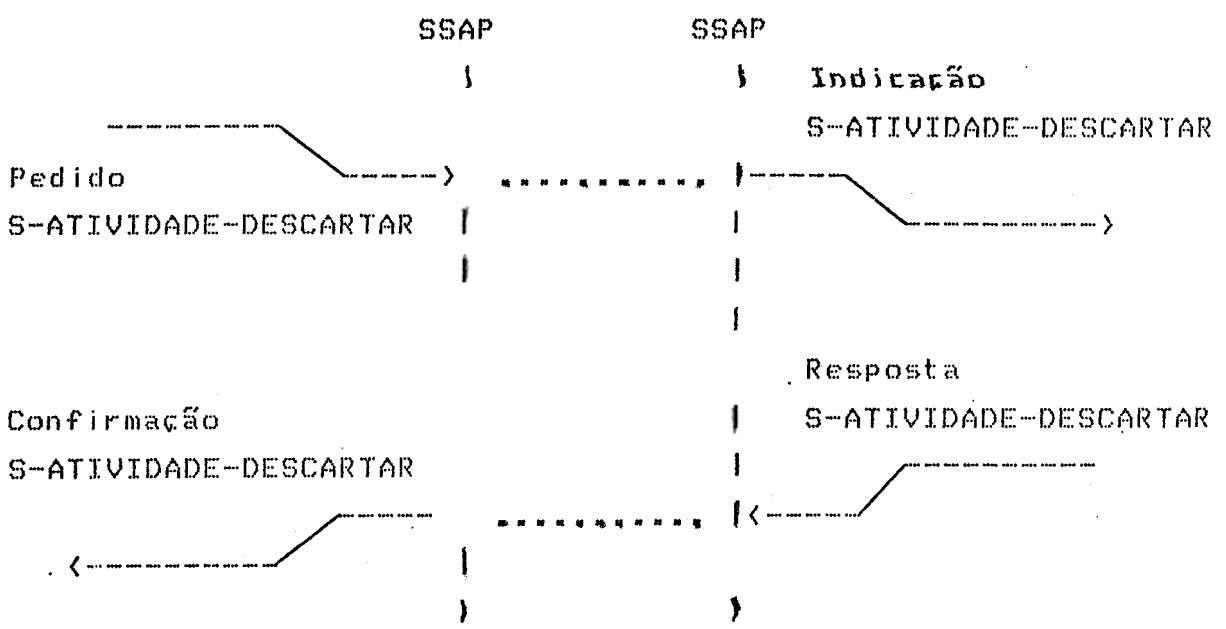 SSAP SSAP
Indicação
S-ATIVIDADE-DESCARTAR
Pedido
S-ATIVIDADE-DESCARTAR
Resposta
S-ATIVIDADE-DESCARTAR
Confirmação
S-ATIVIDADE-DESCARTAR